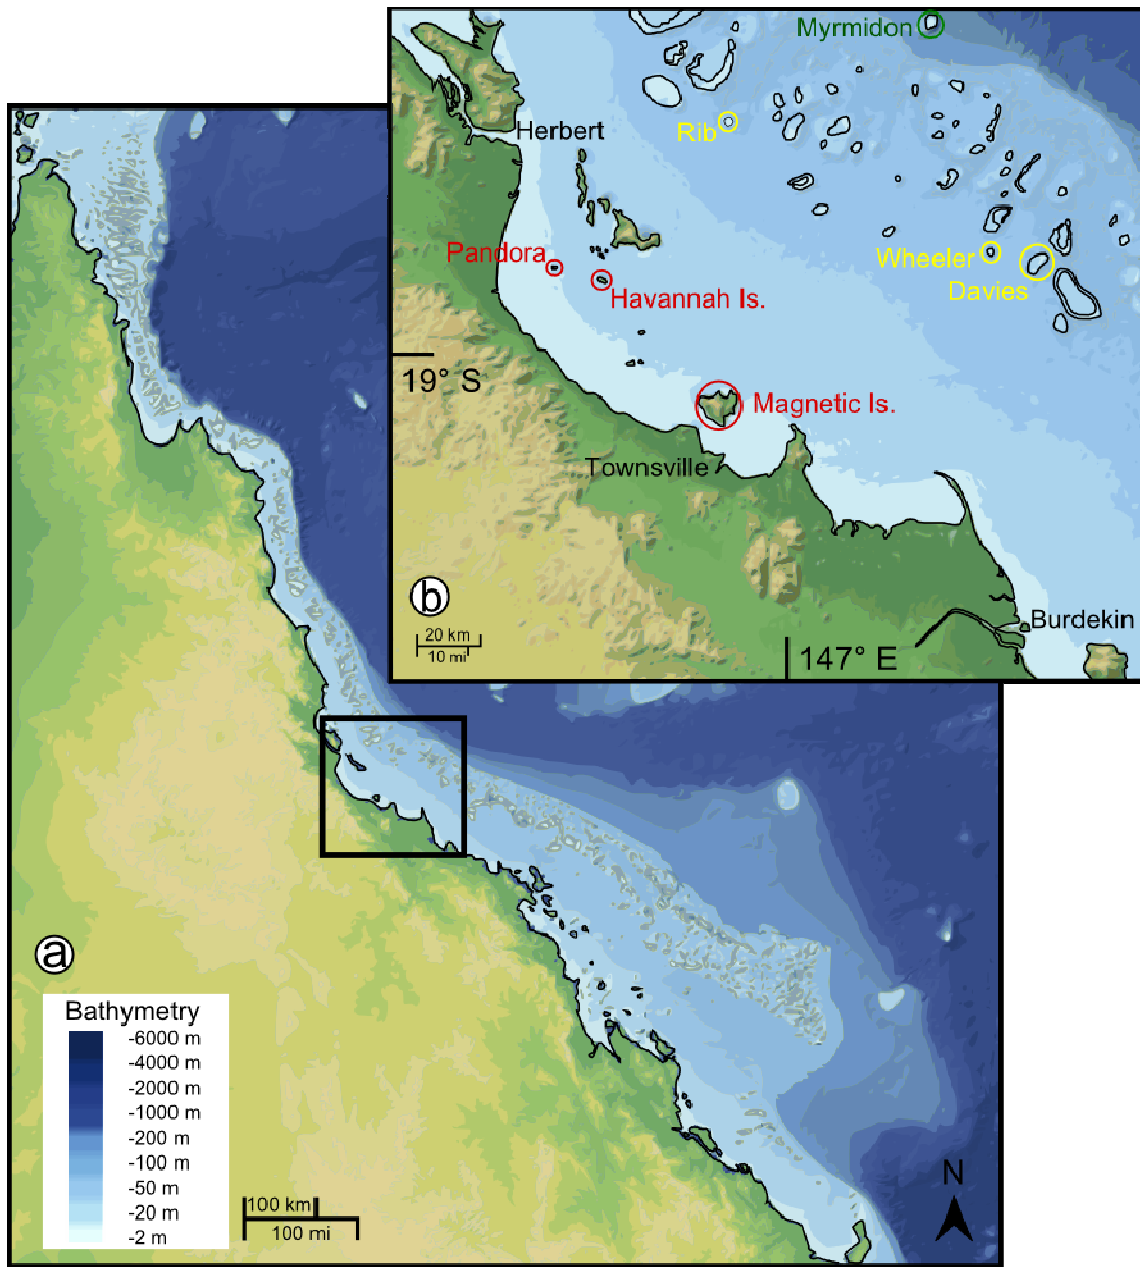 Myrmidon
Herbert
Rib
Pandora
Wheeler
Havannah Is.
Davies
19° S
Magnetic Is.
Townsville
b
20 km
10 mi
147° E
Burdekin
a
Bathymetry
-6000 m
-4000 m
-2000 m
-1000 m
-200 m
-100 m
-50 m
-20 m
-2 m
100 km
100 mi
N